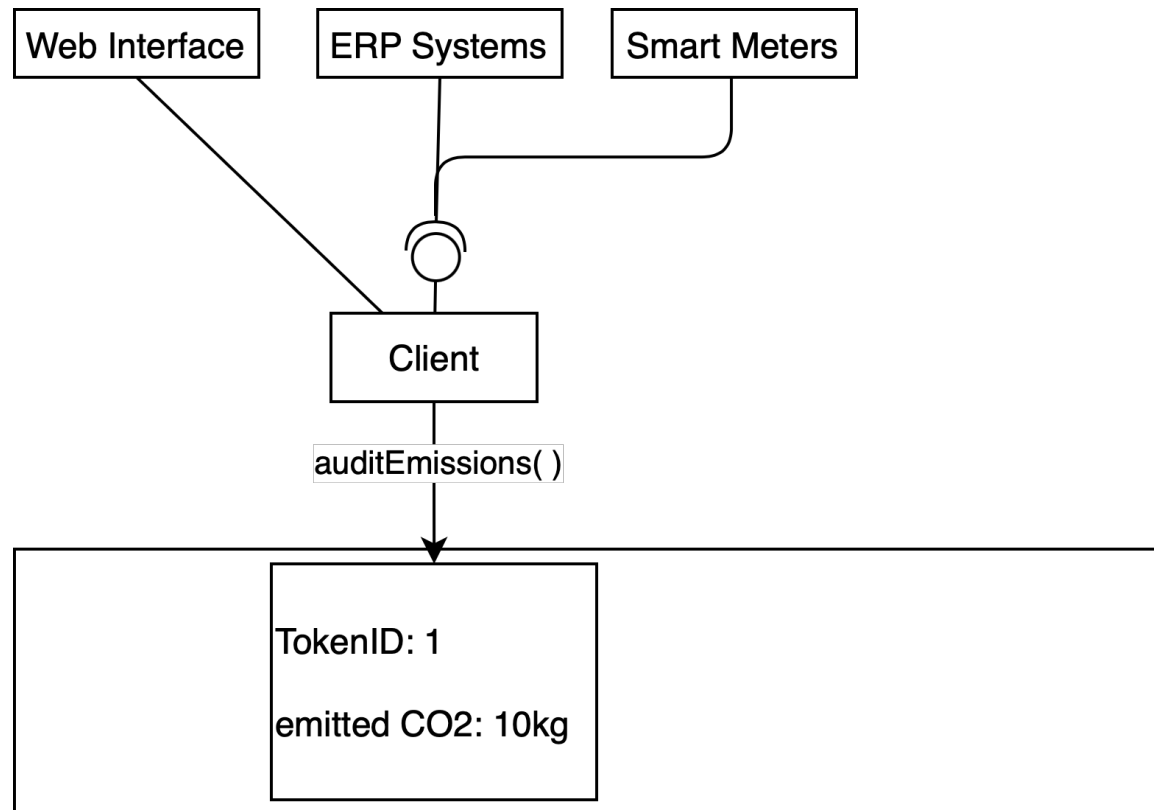 Web Interface
ERP Systems
Smart Meters
Client
auditEmissions( )
TokenID: 1
emitted CO2: 10kg